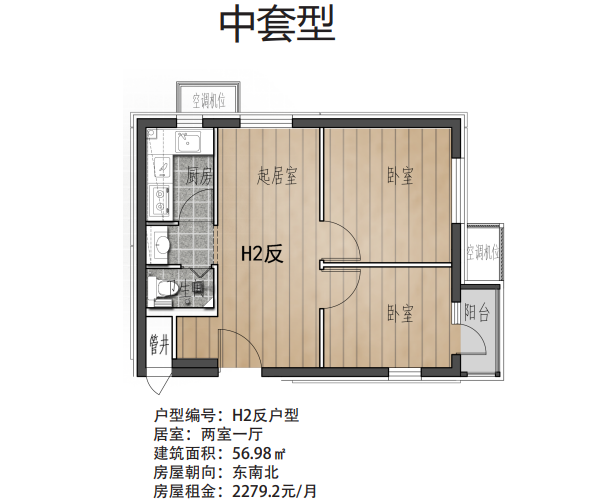 中套型
空调机位
厨房
起居室
卧室
H2反
空调机位
卫生间
卧室
阳台
管井
户型编号：H2反户型
居室：两室一厅
建筑面积：56.98㎡
房屋朝向：东南北
房屋租金：2279.2元/月